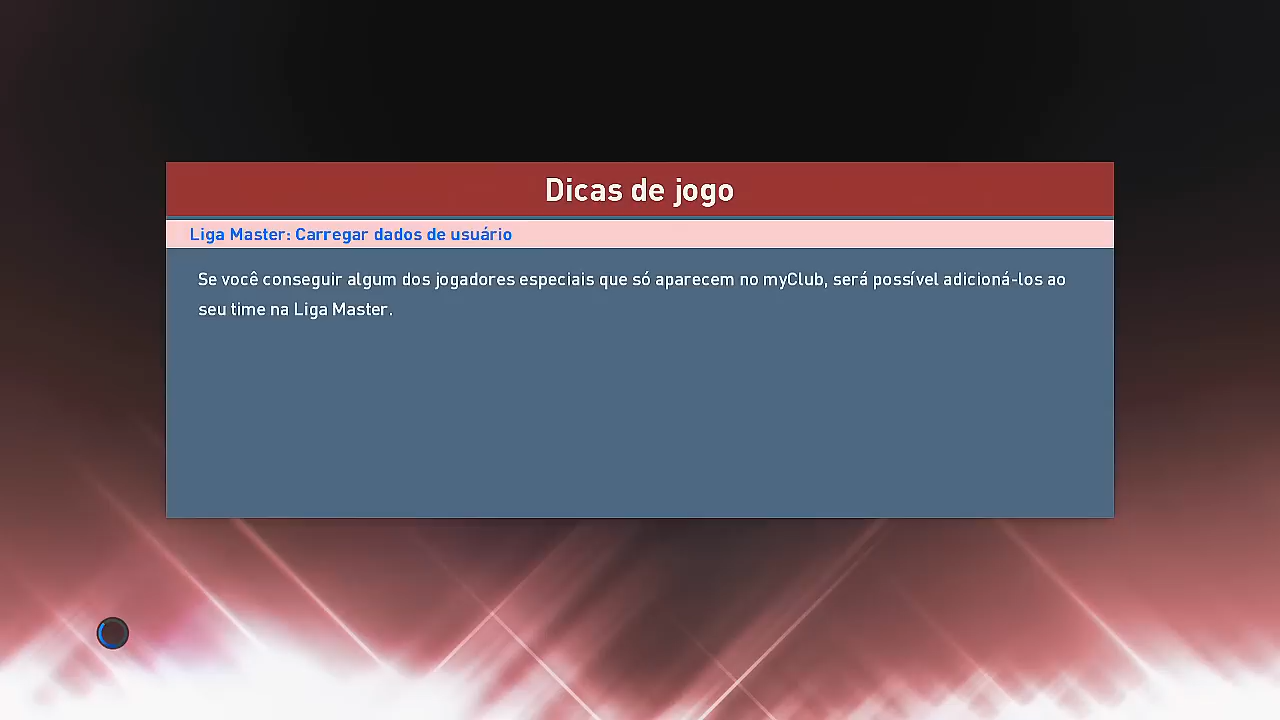 Dicas de jogo
Liga Master: Carregar dados de usuário
Se você conseguir algum dos jogadores especiais que só aparecem no myClub, será possível adicioná-los ao
seu time na Liga Master.